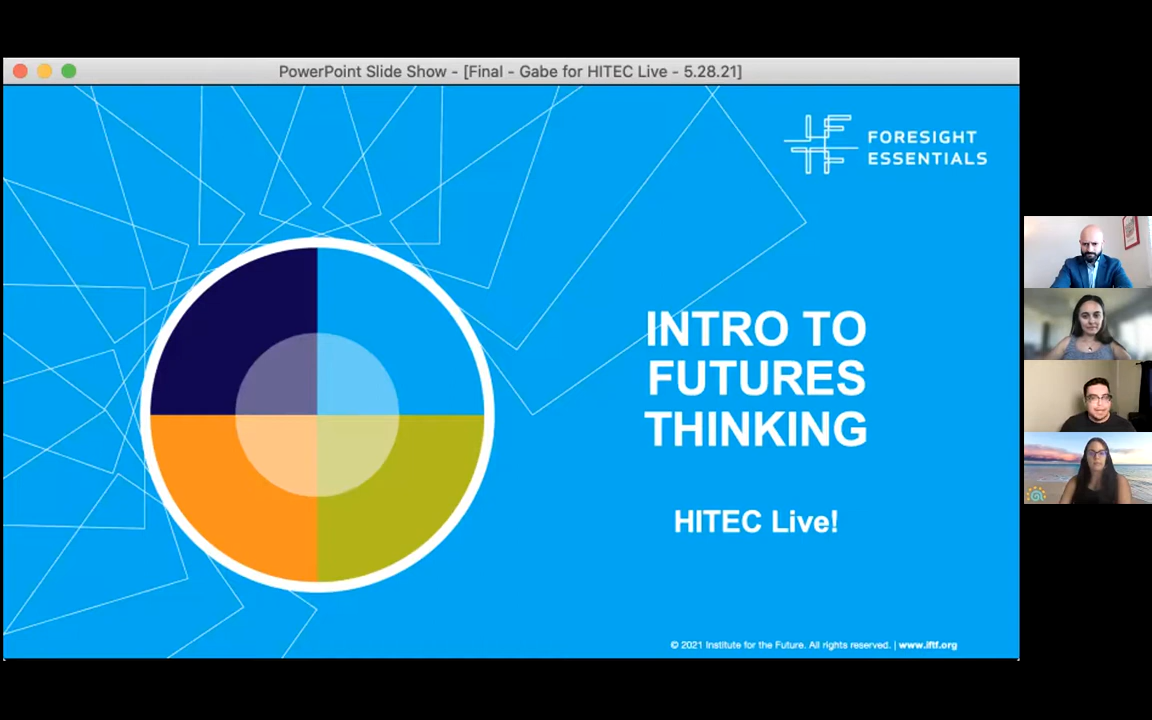 PowerPoint Slide Show - [Final - Gabe for HITEC Live - 5.28.21]
FORESIGHT
ESSENTIALS
INTRO TO
FUTURES
THINKING
HITEC Live!
© 2021 Institute for the Future. All rights reserved. | www.iftf.org